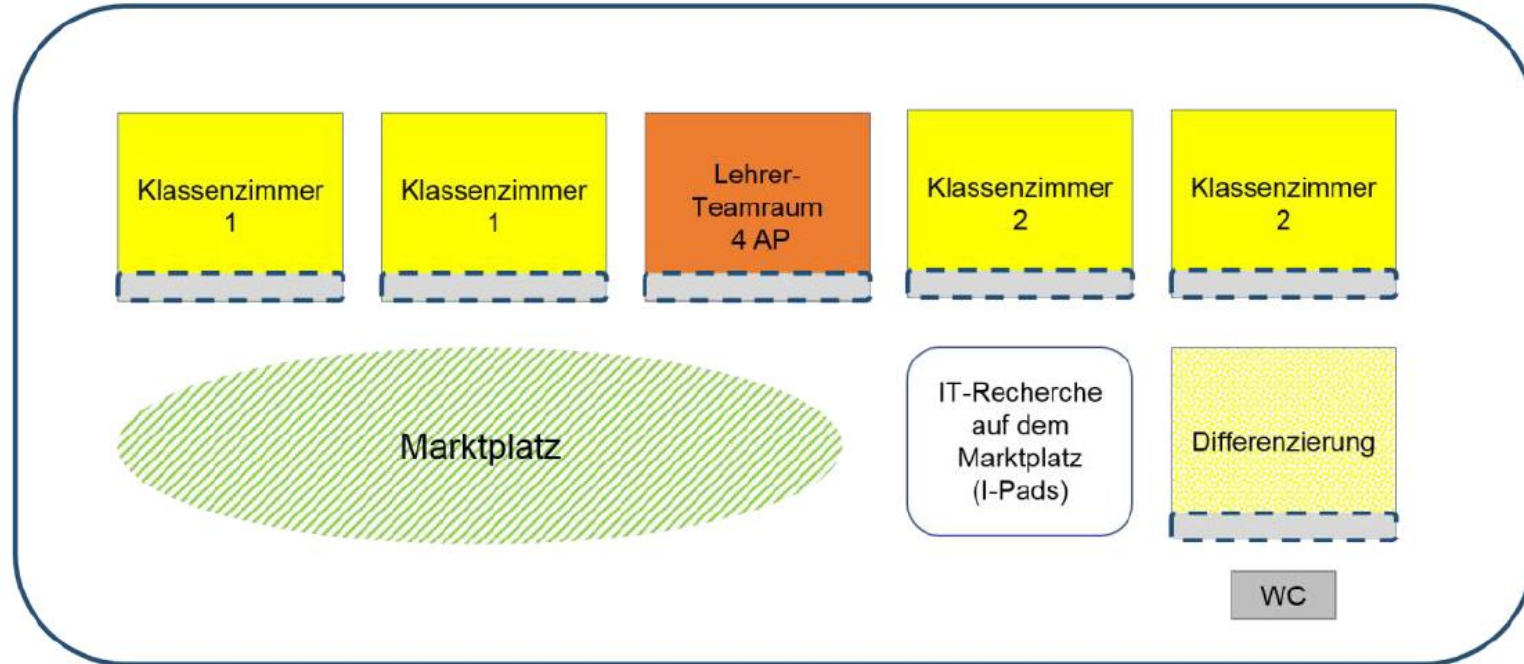 Klassenzimmer
1
Klassenzimmer
1
Lehrer-
Teamraum
4 AP
Klassenzimmer
2
Klassenzimmer
2
Marktplatz
IT-Recherche
auf dem
Marktplatz
(I-Pads)
Differenzierung
WC